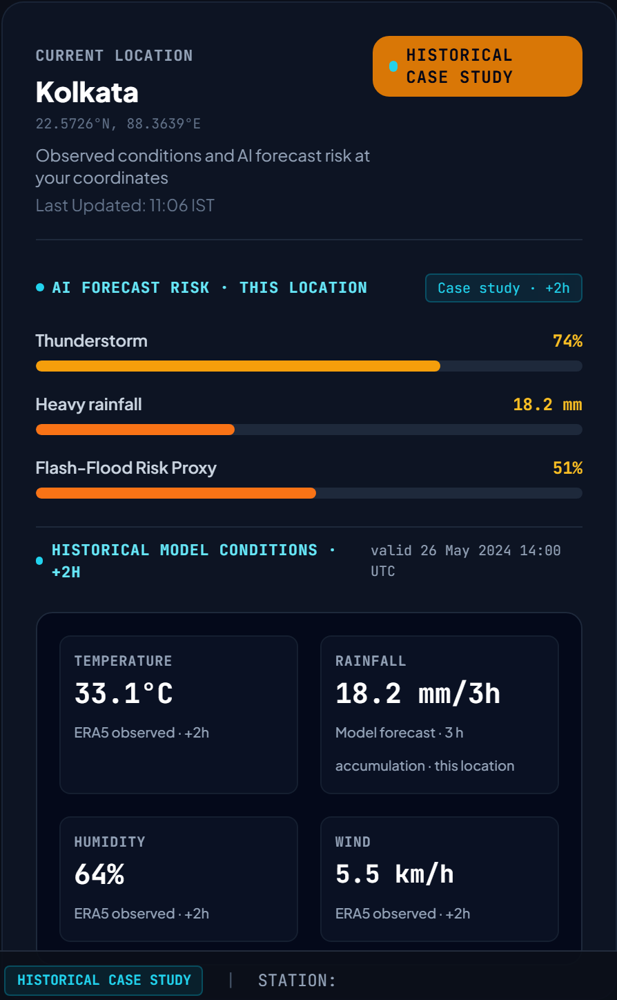 CURRENT LOCATION
HISTORICAL
CASE STUDY
Kolkata
22.5726°N, 88.3639°E
Observed conditions and AI forecast risk at
your coordinates
Last Updated: 11:06 IST
AI FORECAST RISK · THIS LOCATION
Case study · +2h
Thunderstorm
74%
Heavy rainfall
18.2 mm
Flash-Flood Risk Proxy
51%
HISTORICAL MODEL CONDITIONS ·
+2H
valid 26 May 2024 14:00
UTC
TEMPERATURE
33.1°C
ERA5 observed · +2h
RAINFALL
18.2 mm/3h
Model forecast · 3 h
accumulation · this location
HUMIDITY
64%
ERA5 observed · +2h
WIND
5.5 km/h
ERA5 observed · +2h
HISTORICAL CASE STUDY | STATION: